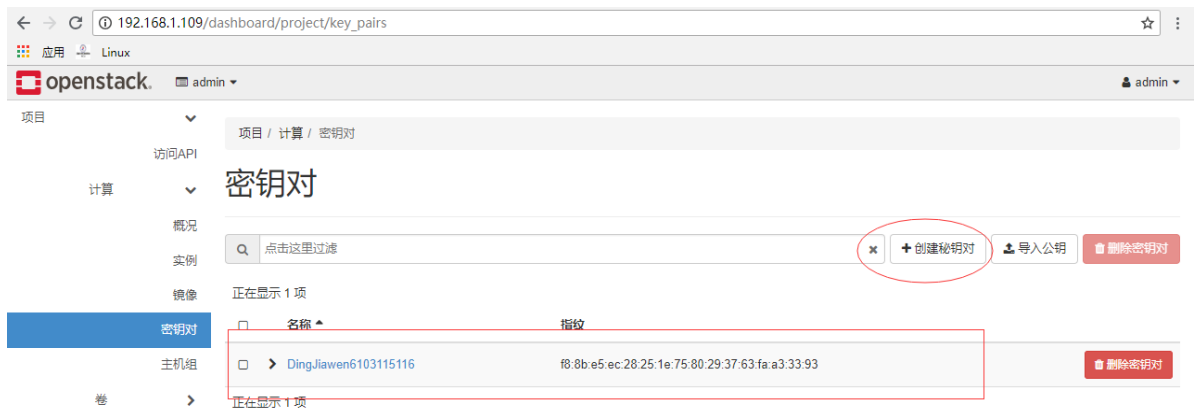 192.168.1.109/dashboard/project/key_pairs
应用 Linux
openstack. admin admin
项目
项目 / 计算 / 密钥对
访问API
计算
密钥对
概况
点击这里过滤 创建秘钥对 导入公钥 删除密钥对
实例
正在显示 1 项
镜像
名称 指纹
密钥对
DingJiawen6103115116 f8:8b:e5:ec:28:25:1e:75:80:29:37:63:fa:a3:33:93 删除密钥对
主机组
正在显示 1 项
卷